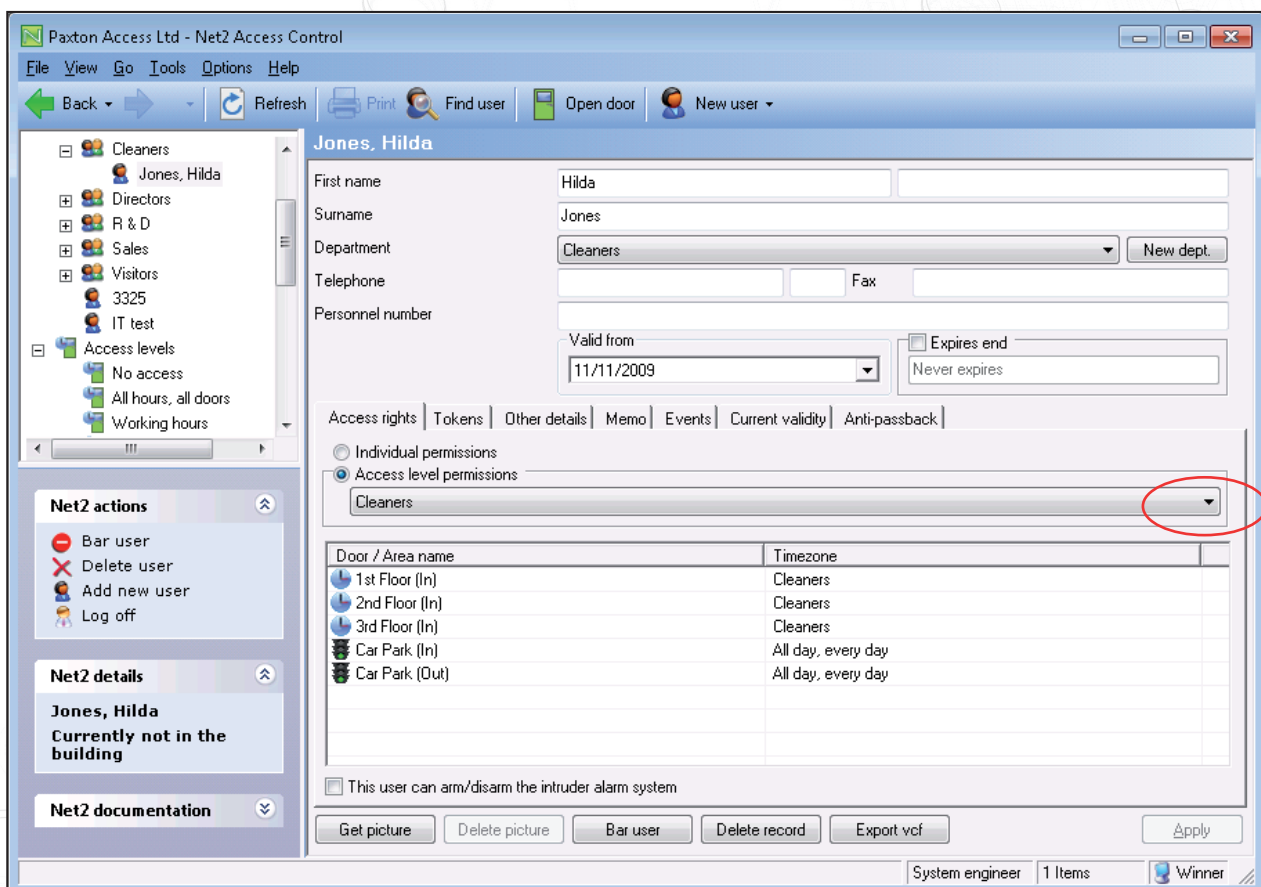 Paxton Access Ltd - Net2 Access Control
File View Go Tools Options Help
Back Refresh Print Find user Open door New user
Cleaners
Jones, Hilda
Directors
R & D
Sales
Visitors
3325
IT test
Access levels
No access
All hours, all doors
Working hours
Net2 actions
Bar user
Delete user
Add new user
Log off
Net2 details
Jones, Hilda
Currently not in the
building
Net2 documentation
Jones, Hilda
First name Hilda
Surname Jones
Department Cleaners New dept.
Telephone Fax
Personnel number
Valid from Expires end
11/11/2009 Never expires
Access rights Tokens Other details Memo Events Current validity Anti-passback
Individual permissions
Access level permissions
Cleaners
Door / Area name Timezone
1st Floor (In) Cleaners
2nd Floor (In) Cleaners
3rd Floor (In) Cleaners
Car Park (In) All day, every day
Car Park (Out) All day, every day
This user can arm/disarm the intruder alarm system
Get picture Delete picture Bar user Delete record Export vcf Apply
System engineer 1 Items Winner